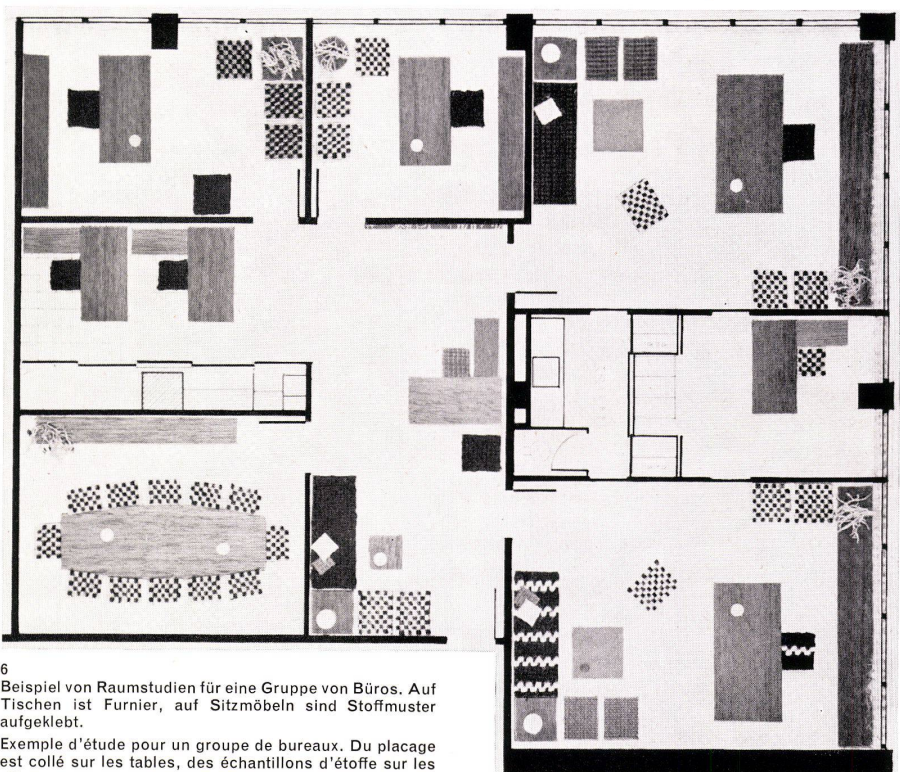 6
Beispiel von Raumstudien für eine Gruppe von Büros. Auf
Tischen ist Furnier, auf Sitzmöbeln sind Stoffmuster
aufgeklebt.
Exemple d'étude pour un groupe de bureaux. Du placage
est collé sur les tables, des échantillons d'étoffe sur les